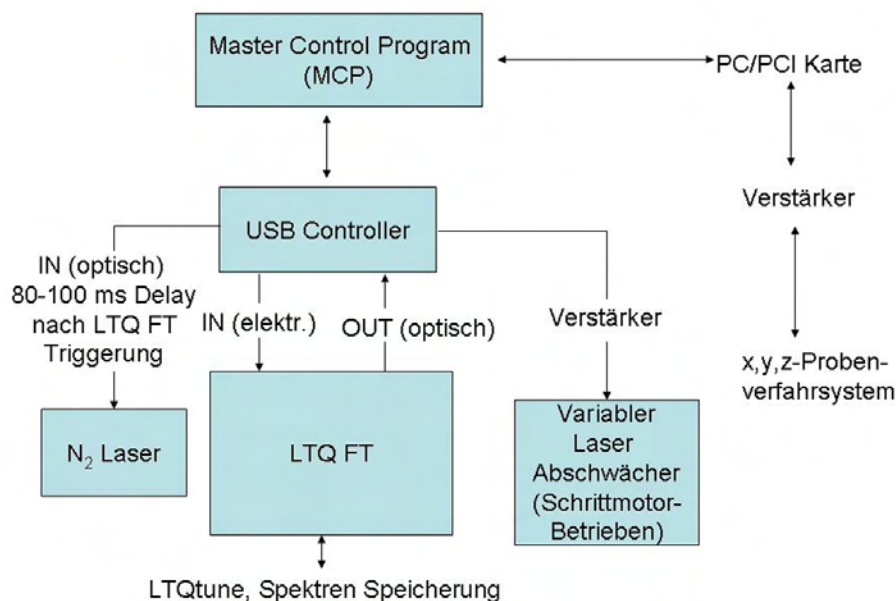 Master Control Program
(MCP)
PC/PCI Karte
Verstärker
x,y,z-Proben-
verfahrsystem
USB Controller
IN (optisch)
80-100 ms Delay
nach LTQ FT
Triggerung
IN (elektr.)
OUT (optisch)
Verstärker
N₂ Laser
LTQ FT
Variabler
Laser
Abschwächer
(Schrittmotor-
Betrieben)
LTQtune, Spektren Speicherung